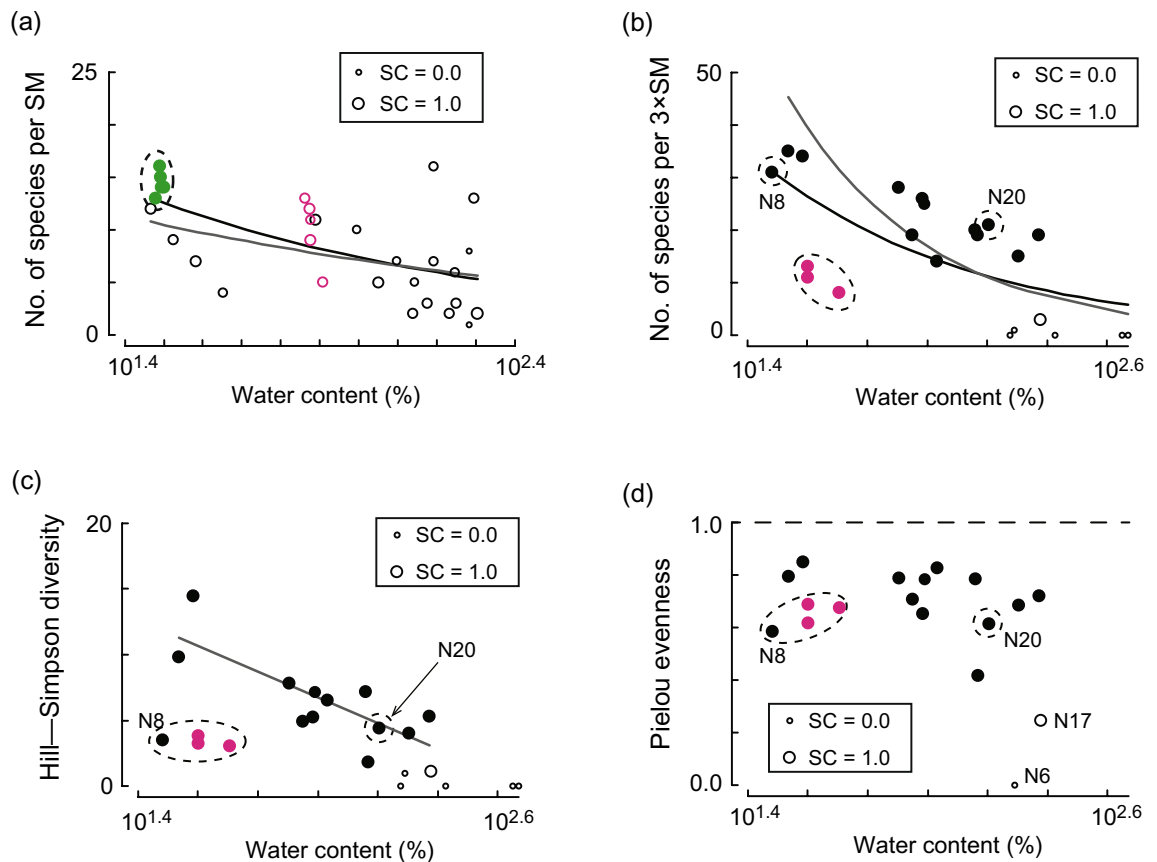 (a)
No. of species per SM
25
0
SC = 0.0
SC = 1.0
10^1.4
10^2.4
Water content (%)
(b)
No. of species per 3×SM
50
0
SC = 0.0
SC = 1.0
N8
N20
10^1.4
10^2.6
Water content (%)
(c)
Hill—Simpson diversity
20
0
SC = 0.0
SC = 1.0
N20
N8
10^1.4
10^2.6
Water content (%)
(d)
Pielou evenness
1.0
0.0
N8
N20
SC = 0.0
SC = 1.0
N17
N6
10^1.4
10^2.6
Water content (%)